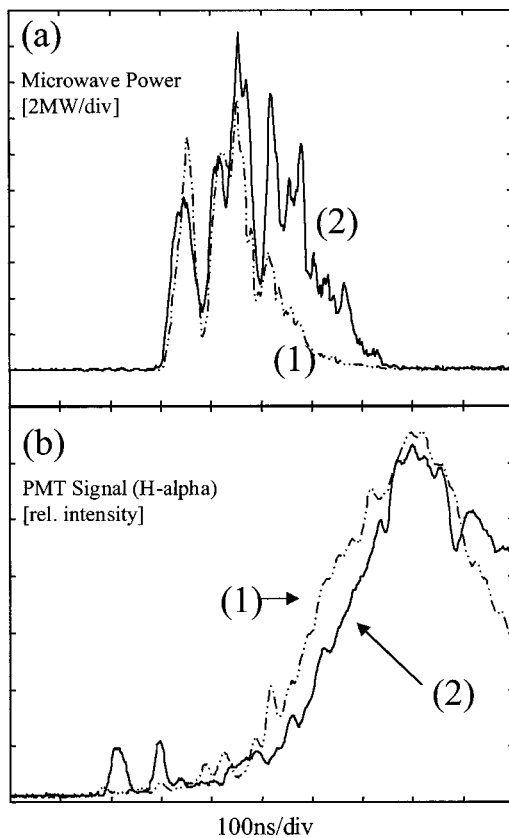 (a)
Microwave Power
[2MW/div]
(2)
(1)
(b)
PMT Signal (H-alpha)
[rel. intensity]
(1)
(2)
100ns/div